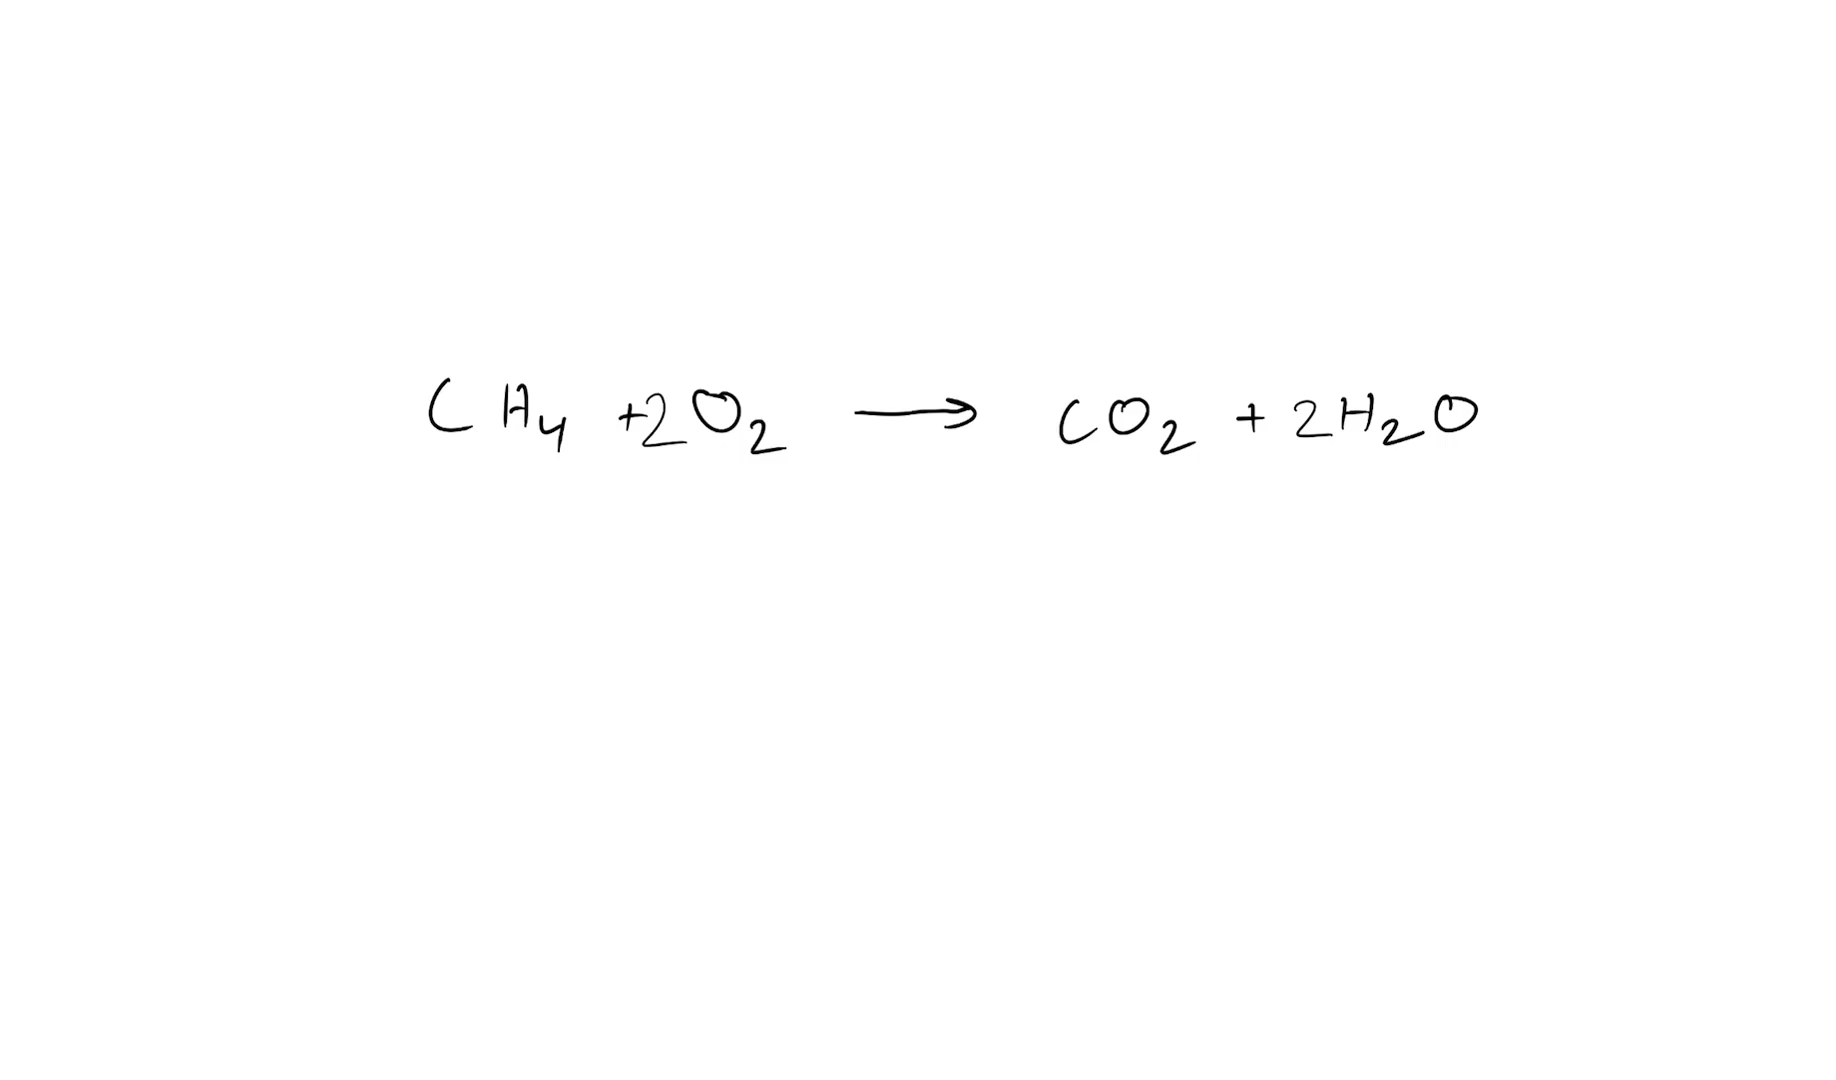 CH₄ + 2O₂ → CO₂ + 2H₂O